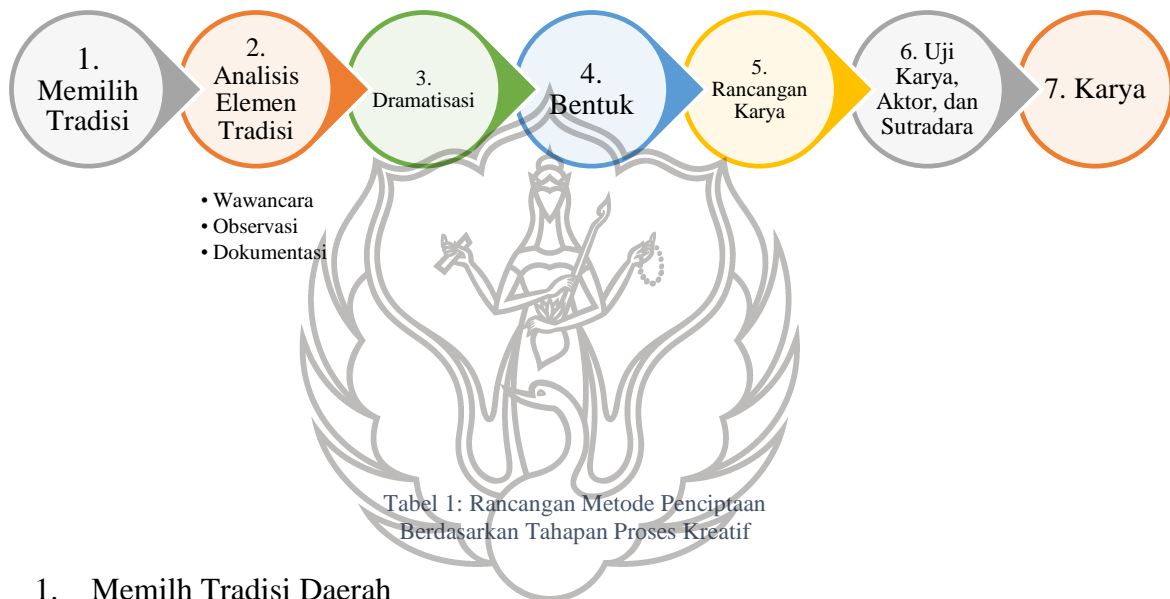 1.
Memilih
Tradisi
2.
Analisis
Elemen
Tradisi
3.
Dramatisasi
4.
Bentuk
5.
Rancangan
Karya
6. Uji
Karya,
Aktor, dan
Sutradara
7. Karya
• Wawancara
• Observasi
• Dokumentasi
Tabel 1: Rancangan Metode Penciptaan
Berdasarkan Tahapan Proses Kreatif
1. Memilh Tradisi Daerah